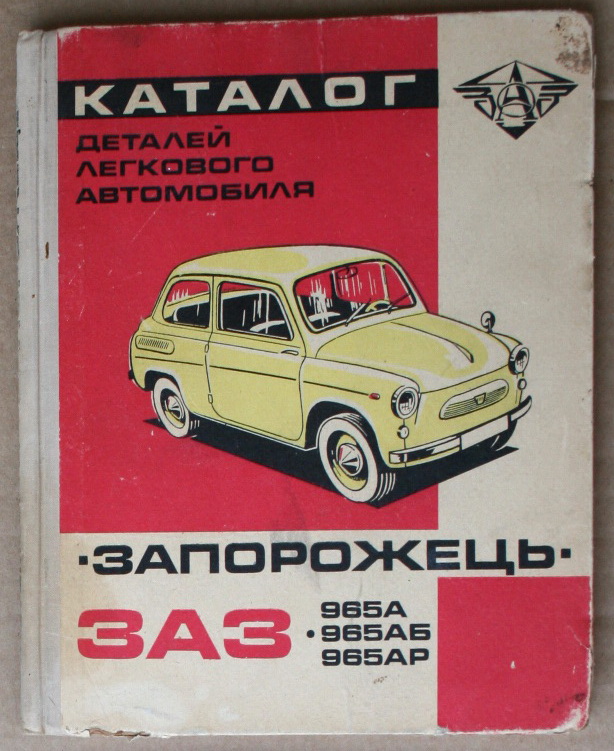 КАТАЛОГ
ДЕТАЛЕЙ
ЛЕГКОВОГО
АВТОМОБИЛЯ
·ЗАПОРОЖЕЦЬ·
ЗАЗ
965А
·965АБ
965АР